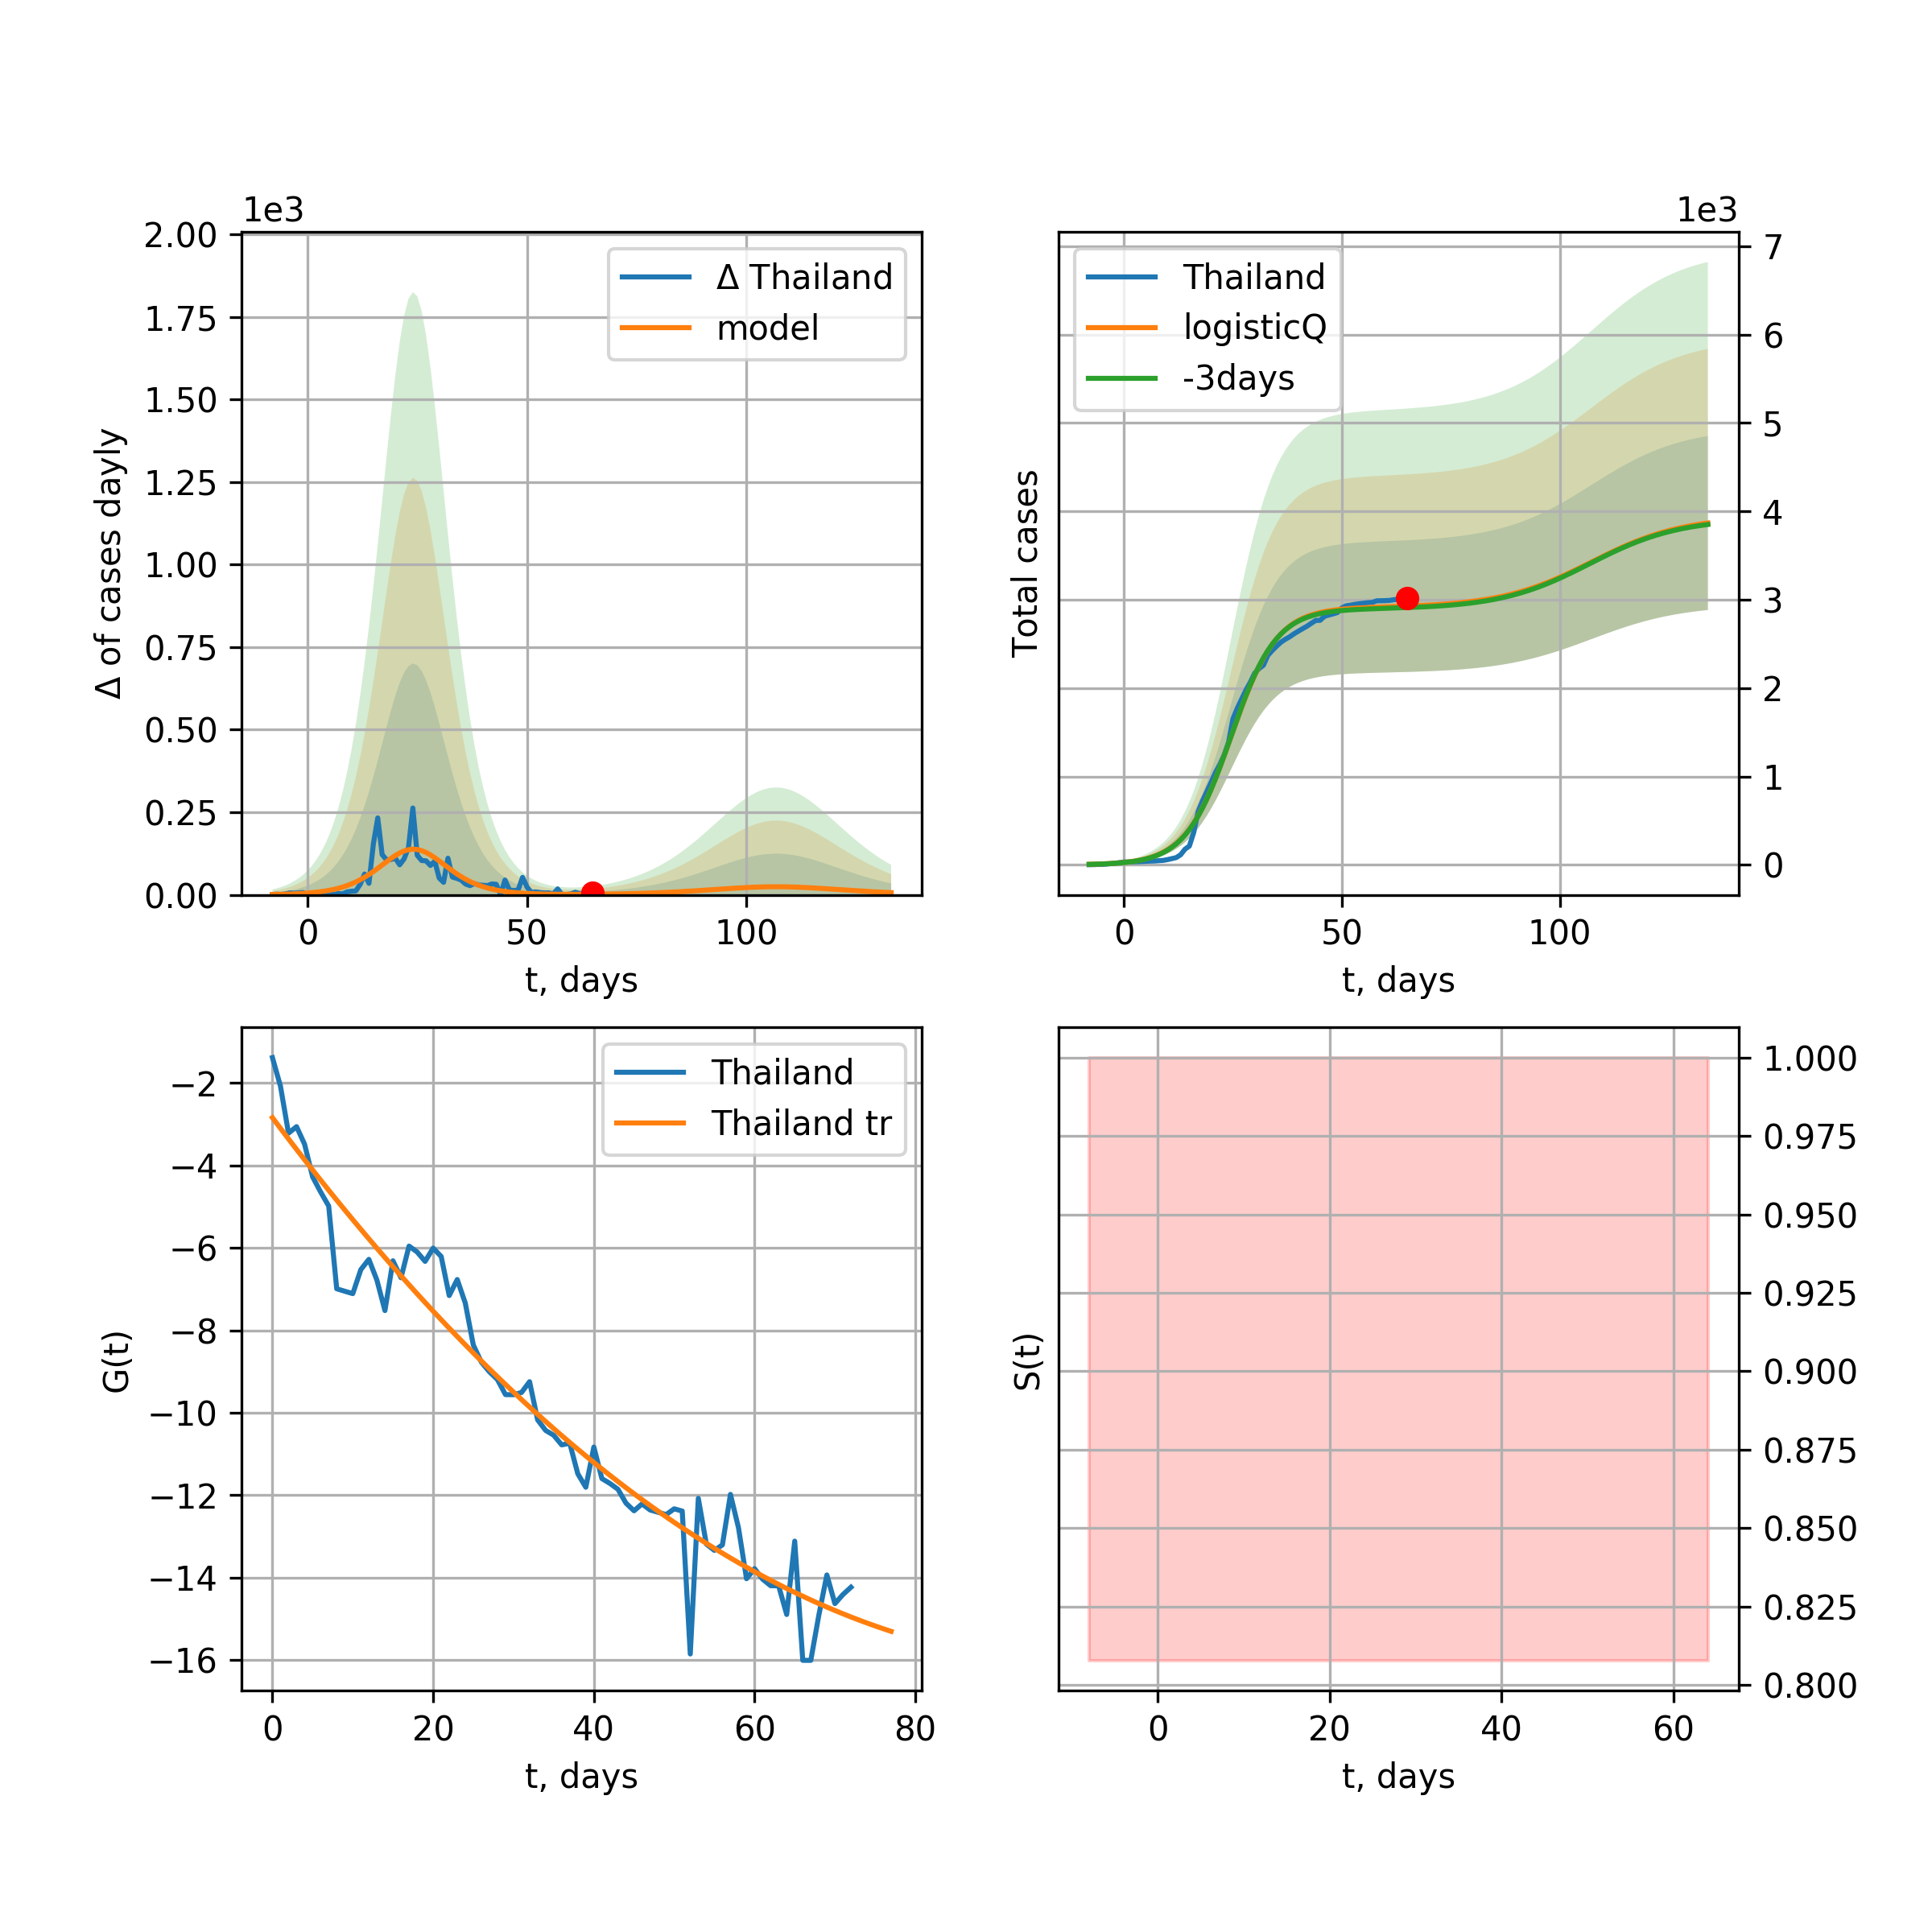 1e3
2.00
1.75
1.50
1.25
1.00
0.75
0.50
0.25
0.00
Δ of cases dayly
Δ Thailand
model
0 50 100
t, days
1e3
7
6
5
4
3
2
1
0
Total cases
Thailand
logisticQ
-3days
0 50 100
t, days
−2
−4
−6
−8
−10
−12
−14
−16
G(t)
Thailand
Thailand tr
0 20 40 60 80
t, days
1.000
0.975
0.950
0.925
0.900
0.875
0.850
0.825
0.800
S(t)
0 20 40 60
t, days